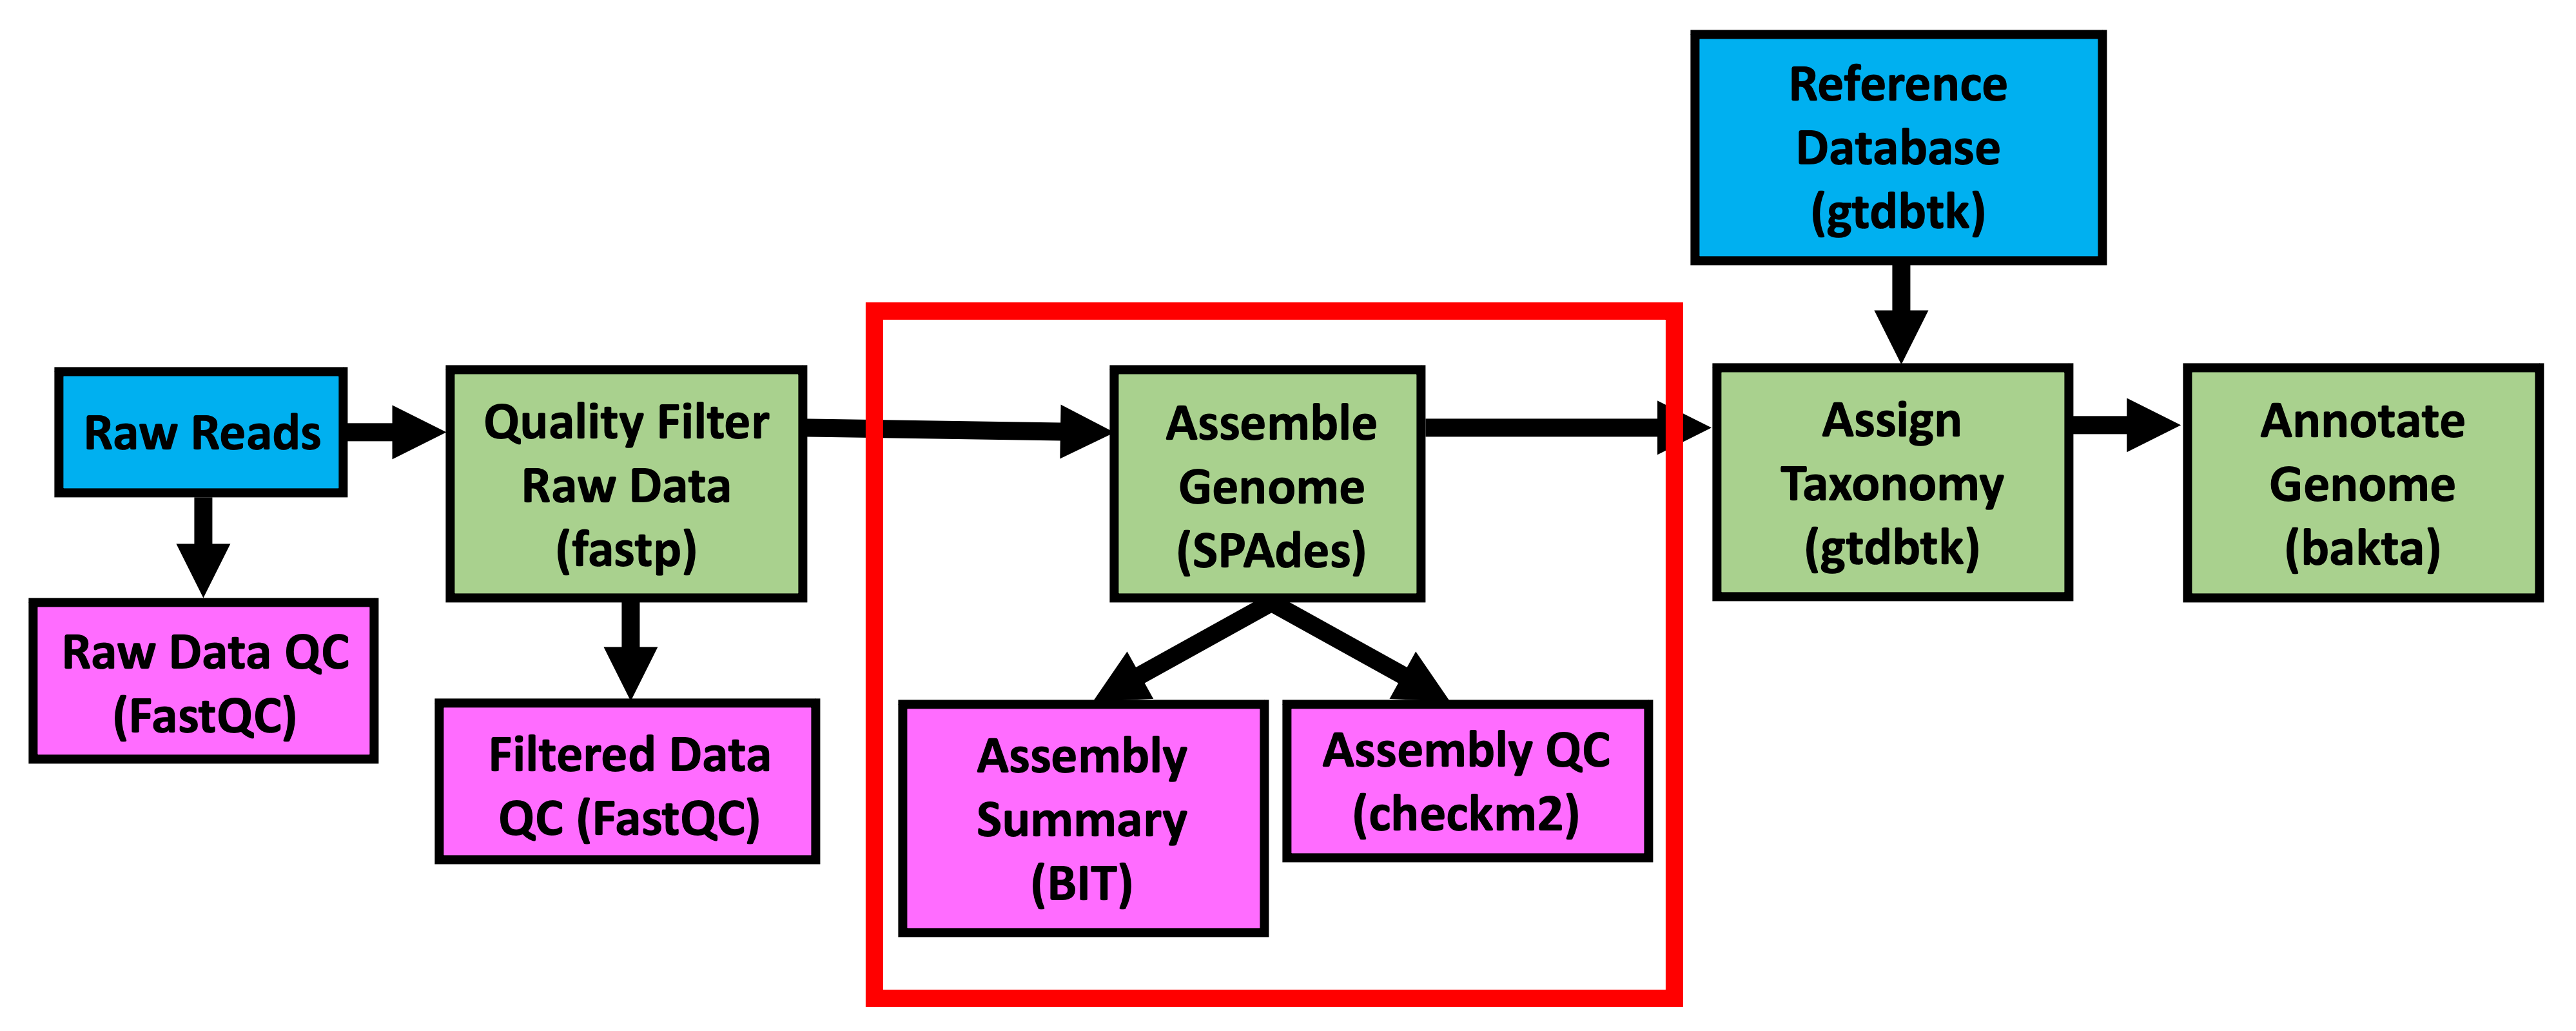 Reference
Database
(gtdbtk)
Raw Reads
Quality Filter
Raw Data
(fastp)
Assemble
Genome
(SPAdes)
Assign
Taxonomy
(gtdbtk)
Annotate
Genome
(bakta)
Raw Data QC
(FastQC)
Filtered Data
QC (FastQC)
Assembly
Summary
(BIT)
Assembly QC
(checkm2)